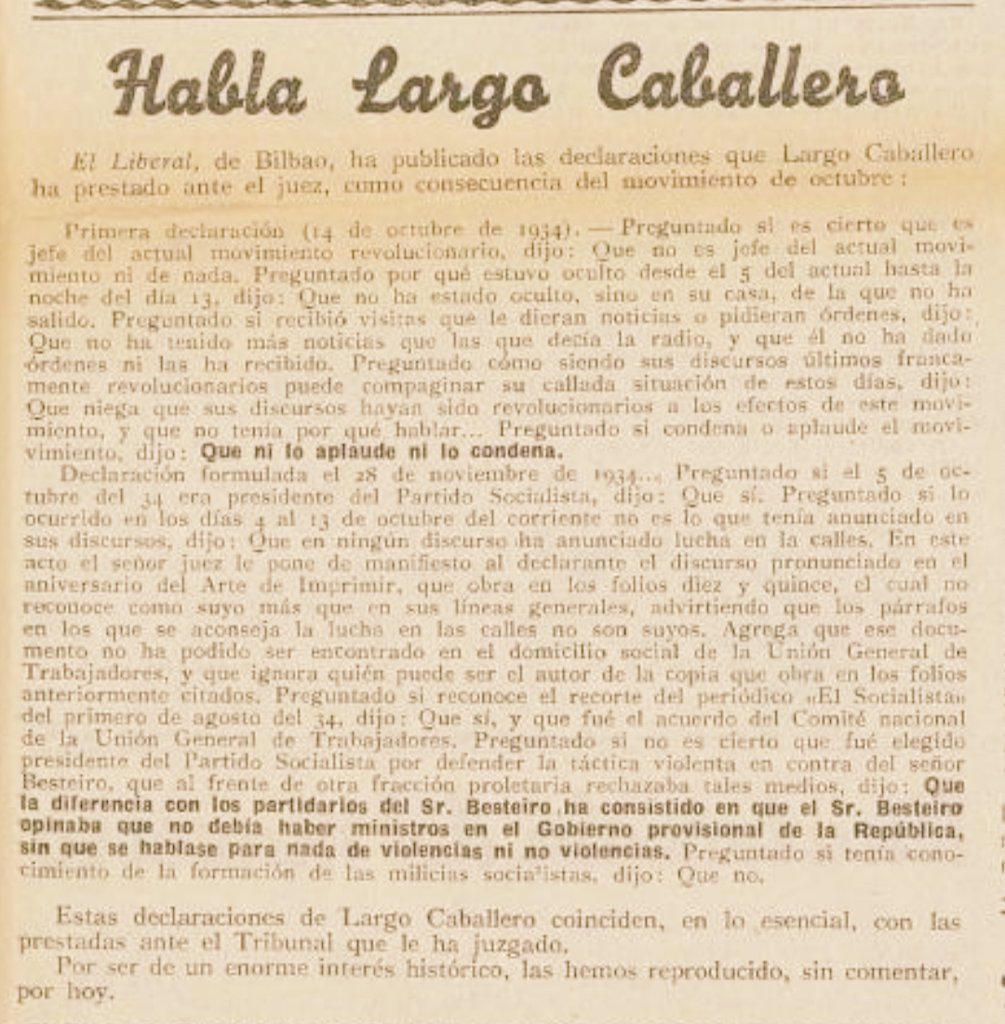 Habla Largo Caballero
El Liberal, de Bilbao, ha publicado las declaraciones que Largo Caballero
ha prestado ante el juez, como consecuencia del movimiento de octubre:
Primera declaración (14 de octubre de 1934). — Preguntado si es cierto que es
jefe del actual movimiento revolucionario, dijo: Que no es jefe del actual movi-
miento ni de nada. Preguntado por qué estuvo oculto desde el 5 del actual hasta la
noche del día 13, dijo: Que no ha estado oculto, sino en su casa, de la que no ha
salido. Preguntado si recibió visitas que le dieran noticias o pidieran órdenes, dijo:
Que no ha tenido más noticias que las que decía la radio, y que él no ha dado
órdenes ni las ha recibido. Preguntado cómo siendo sus discursos últimos franca-
mente revolucionarios puede compaginar su callada situación de estos días, dijo:
Que niega que sus discursos hayan sido revolucionarios a los efectos de este movi-
miento, y que no tenía por qué hablar... Preguntado si condena o aplaude el movi-
vimiento, dijo: Que ni lo aplaude ni lo condena.
Declaración formulada el 28 de noviembre de 1934... Preguntado si el 5 de oc-
tubre del 34 era presidente del Partido Socialista, dijo: Que sí. Preguntado si lo
ocurrido en los días 4 al 13 de octubre del corriente no es lo que tenía anunciado en
sus discursos, dijo: Que en ningún discurso ha anunciado lucha en la calles. En este
acto el señor juez le pone de manifiesto al declarante el discurso pronunciado en el
aniversario del Arte de Imprimir, que obra en los folios diez y quince, el cual no
reconoce como suyo más que en sus líneas generales, advirtiendo que los párrafos
en los que se aconseja la lucha en las calles no son suyos. Agrega que ese docu-
mento no ha podido ser encontrado en el domicilio social de la Unión General de
Trabajadores, y que ignora quién puede ser el autor de la copia que obra en los folios
anteriormente citados. Preguntado si reconoce el recorte del periódico «El Socialista»
del primero de agosto del 34, dijo: Que sí, y que fué el acuerdo del Comité nacional
de la Unión General de Trabajadores. Preguntado si no es cierto que fué elegido
presidente del Partido Socialista por defender la táctica violenta en contra del señor
Besteiro, que al frente de otra fracción proletaria rechazaba tales medios, dijo: Que
la diferencia con los partidarios del Sr. Besteiro ha consistido en que el Sr. Besteiro
opinaba que no debía haber ministros en el Gobierno provisional de la República,
sin que se hablase para nada de violencias ni no violencias. Preguntado si tenía cono-
cimiento de la formación de las milicias socialistas, dijo: Que no.
Estas declaraciones de Largo Caballero coinciden, en lo esencial, con las
prestadas ante el Tribunal que le ha juzgado.
Por ser de un enorme interés histórico, las hemos reproducido, sin comentar,
por hoy.